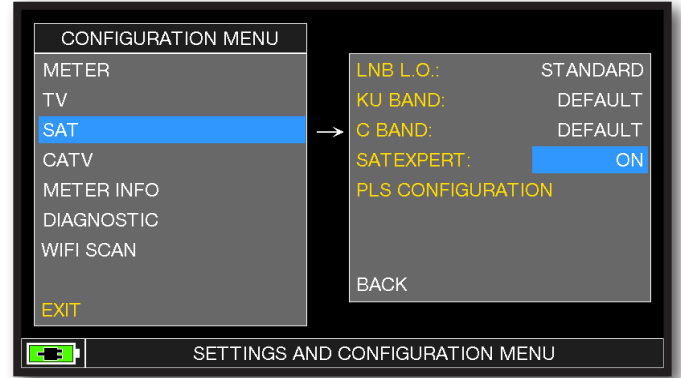 CONFIGURATION MENU
METER
TV
SAT
CATV
METER INFO
DIAGNOSTIC
WIFI SCAN
EXIT
LNB L.O.: STANDARD
KU BAND: DEFAULT
C BAND: DEFAULT
SATEXPERT: ON
PLS CONFIGURATION
BACK
SETTINGS AND CONFIGURATION MENU